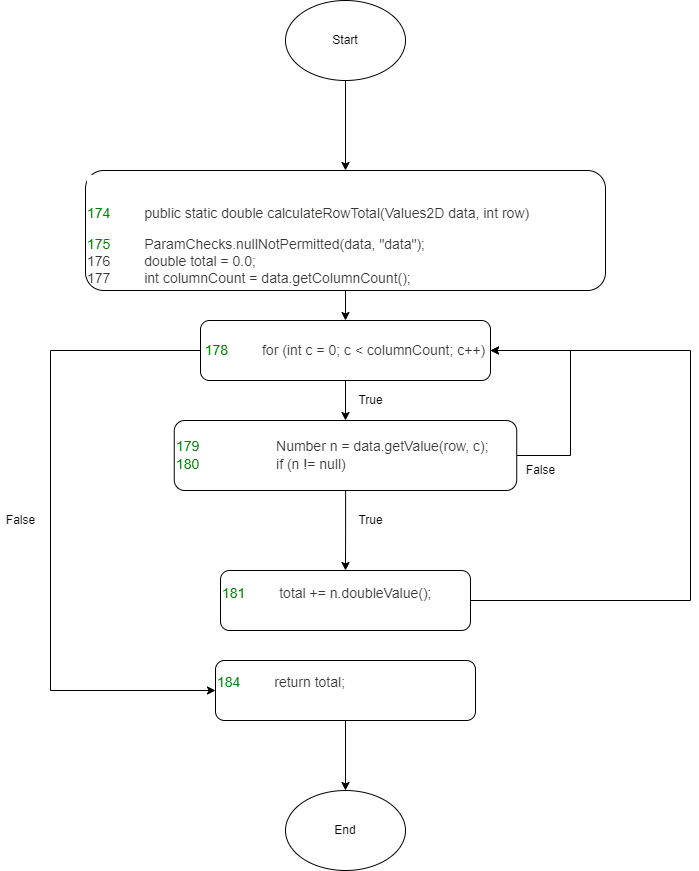 Start
174 public static double calculateRowTotal(Values2D data, int row)
175 ParamChecks.nullNotPermitted(data, "data");
176 double total = 0.0;
177 int columnCount = data.getColumnCount();
178 for (int c = 0; c < columnCount; c++)
True
179 Number n = data.getValue(row, c);
180 if (n != null)
False
True
False
181 total += n.doubleValue();
184 return total;
End